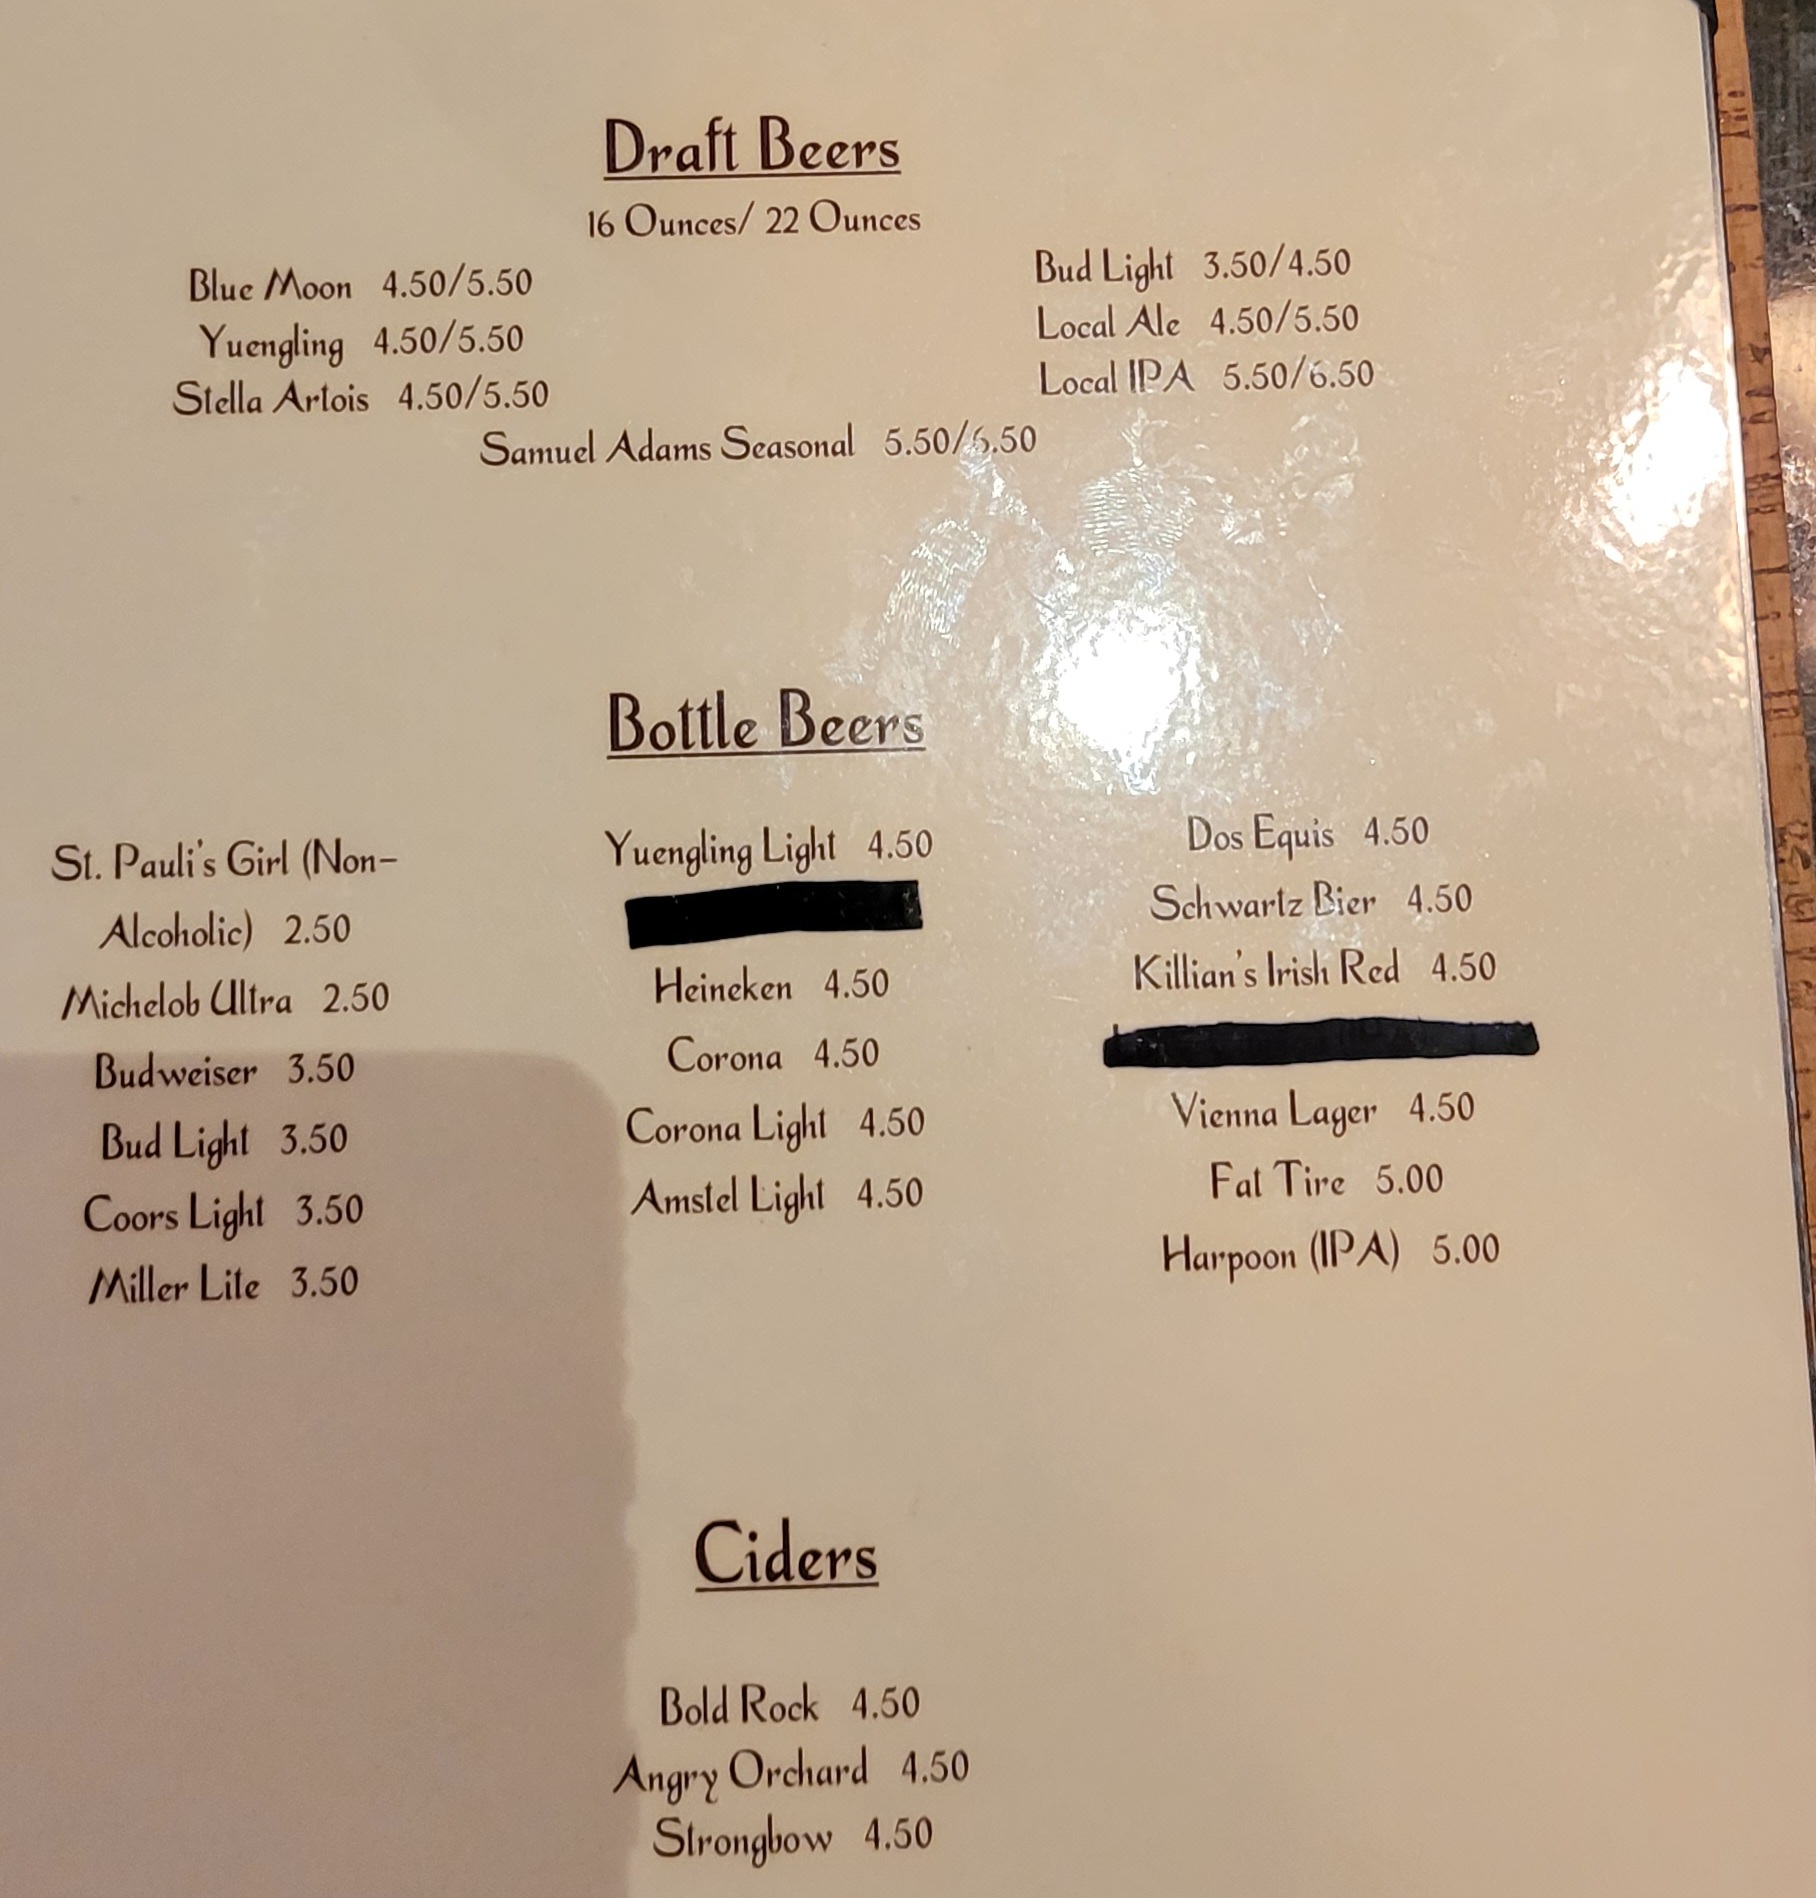 Draft Beers
16 Ounces/ 22 Ounces
Blue Moon 4.50/5.50
Yuengling 4.50/5.50
Stella Artois 4.50/5.50
Bud Light 3.50/4.50
Local Ale 4.50/5.50
Local IPA 5.50/6.50
Samuel Adams Seasonal 5.50/6.50
Bottle Beers
St. Pauli's Girl (Non-
Alcoholic) 2.50
Michelob Ultra 2.50
Budweiser 3.50
Bud Light 3.50
Coors Light 3.50
Miller Lite 3.50
Yuengling Light 4.50
Heineken 4.50
Corona 4.50
Corona Light 4.50
Amstel Light 4.50
Dos Equis 4.50
Schwartz Bier 4.50
Killian's Irish Red 4.50
Vienna Lager 4.50
Fat Tire 5.00
Harpoon (IPA) 5.00
Ciders
Bold Rock 4.50
Angry Orchard 4.50
Strongbow 4.50